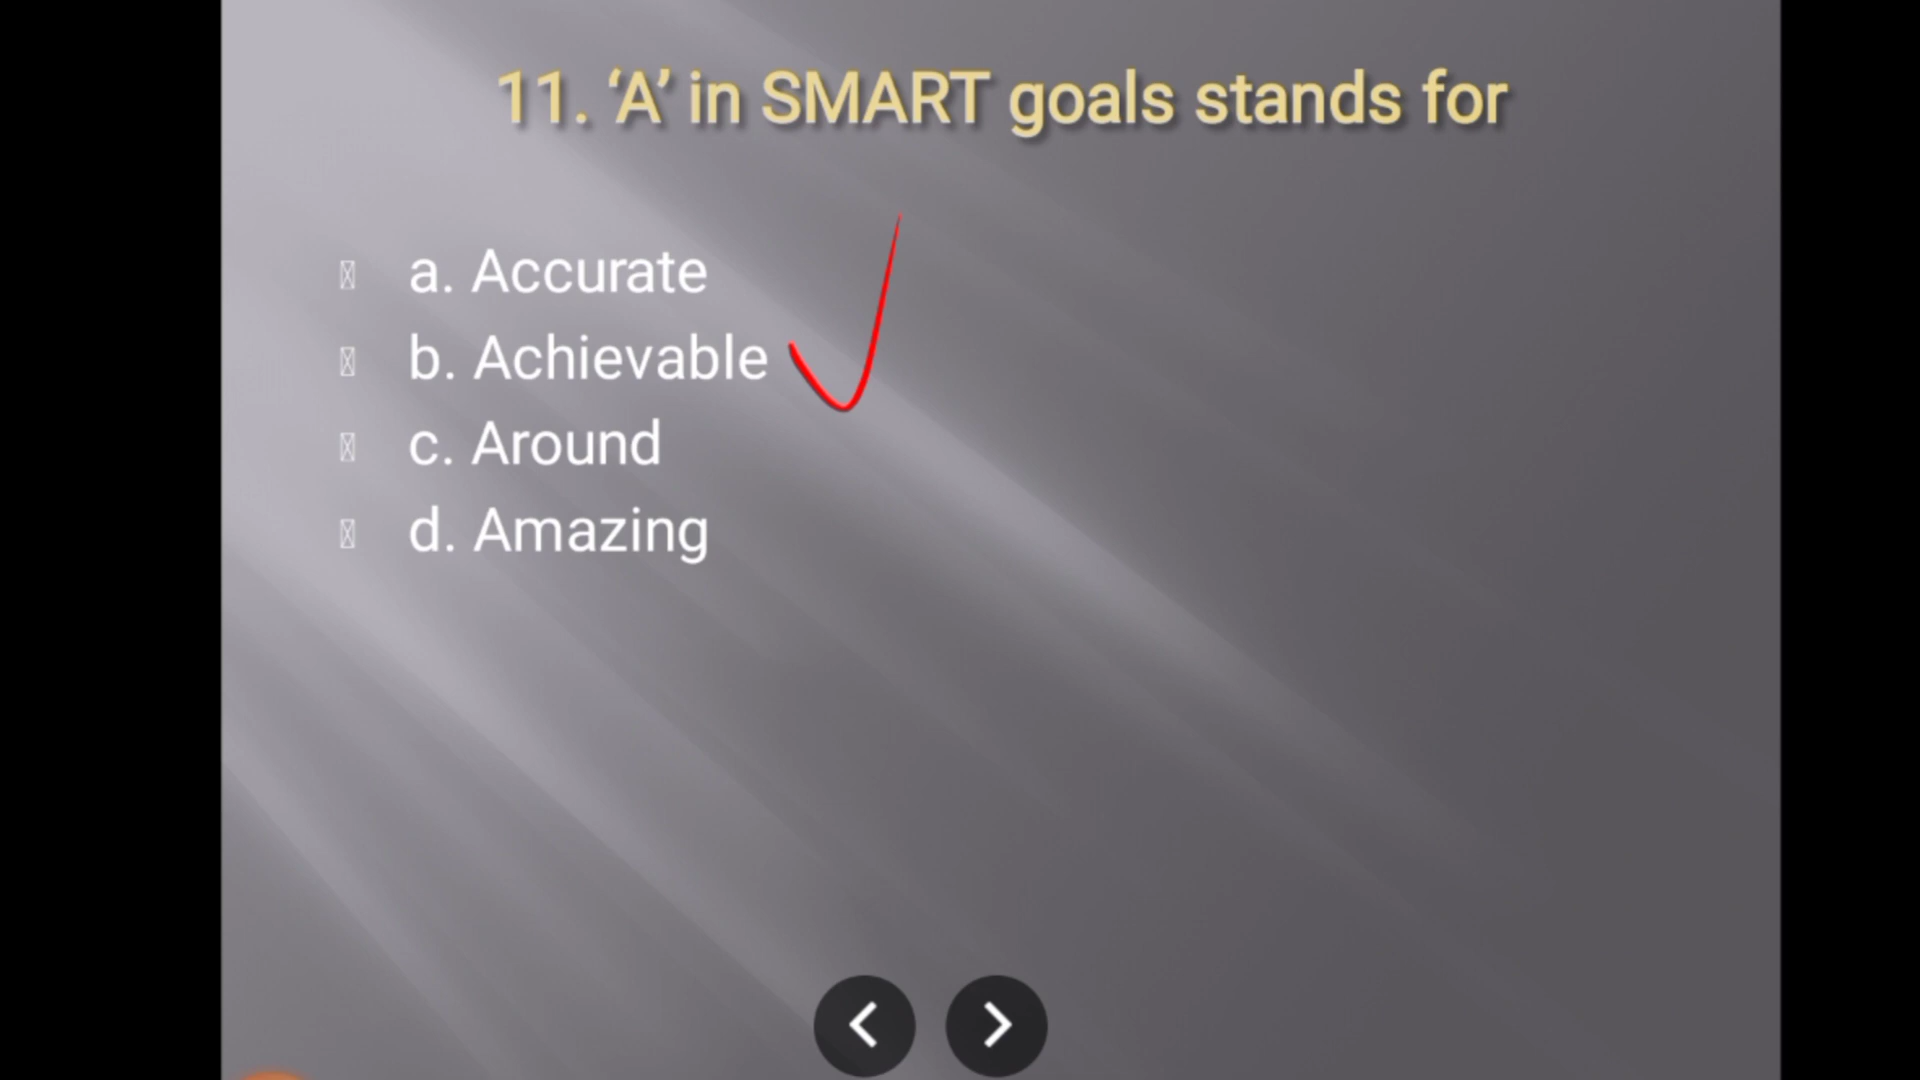 11. ‘A’ in SMART goals stands for
a. Accurate
b. Achievable
c. Around
d. Amazing